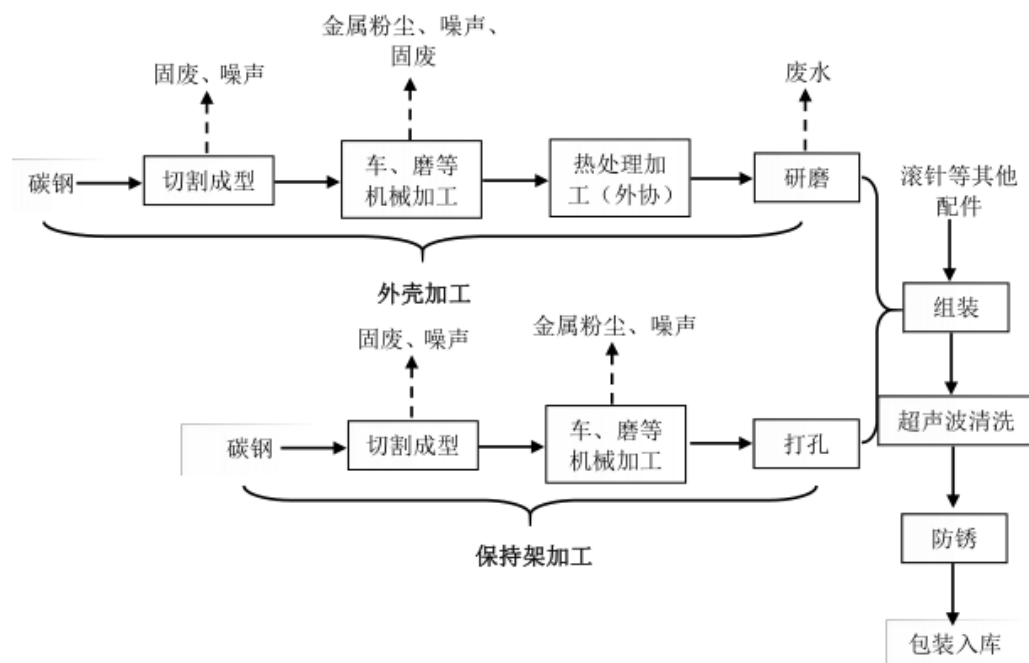 金属粉尘、噪声、
固废
固废、噪声
废水
碳钢
切割成型
车、磨等
机械加工
热处理加
工（外协）
研磨
滚针等其他
配件
外壳加工
组装
固废、噪声
金属粉尘、噪声
碳钢
切割成型
车、磨等
机械加工
打孔
超声波清洗
保持架加工
防锈
包装入库